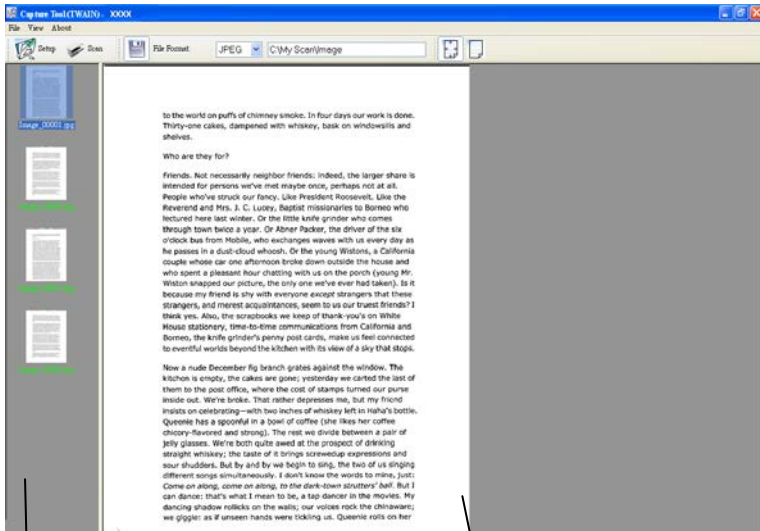 Capture Tool(TWAIN) - XXXX
File View About
Setup Scan File Format JPEG C:\My Scan\Image
Image_00001.jpg
to the world on puffs of chimney smoke. In four days our work is done.
Thirty-one cakes, dampened with whiskey, bask on windowsills and
shelves.
Who are they for?
Friends. Not necessarily neighbor friends: indeed, the larger share is
intended for persons we've met maybe once, perhaps not at all.
People who've struck our fancy. Like President Roosevelt. Like the
Reverend and Mrs. J. C. Lucey, Baptist missionaries to Borneo who
lectured here last winter. Or the little knife grinder who comes
through town twice a year. Or Abner Packer, the driver of the six
o'clock bus from Mobile, who exchanges waves with us every day as
he passes in a dust-cloud whoosh. Or the young Wistons, a California
couple whose car one afternoon broke down outside the house and
who spent a pleasant hour chatting with us on the porch (young Mr.
Wiston snapped our picture, the only one we've ever had taken). Is it
because my friend is shy with everyone except strangers that these
strangers, and merest acquaintances, seem to us our truest friends? I
think yes. Also, the scrapbooks we keep of thank-you's on White
House stationery, time-to-time communications from California and
Borneo, the knife grinder's penny post cards, make us feel connected
to eventful worlds beyond the kitchen with its view of a sky that stops.
Now a nude December fig branch grates against the window. The
kitchen is empty, the cakes are gone; yesterday we carted the last of
them to the post office, where the cost of stamps turned our purse
inside out. We're broke. That rather depresses me, but my friend
insists on celebrating—with two inches of whiskey left in Haha's bottle.
Queenie has a spoonful in a bowl of coffee (she likes her coffee
chicory-flavored and strong). The rest we divide between a pair of
jelly glasses. We're both quite awed at the prospect of drinking
straight whiskey; the taste of it brings screwedup expressions and
sour shudders. But by and by we begin to sing, the two of us singing
different songs simultaneously. I don't know the words to mine, just:
Come on along, come on along, to the dark-town strutters' ball. But I
can dance: that's what I mean to be, a tap dancer in the movies. My
dancing shadow rollicks on the walls; our voices rock the chinaware;
we giggle: as if unseen hands were tickling us. Queenie rolls on her